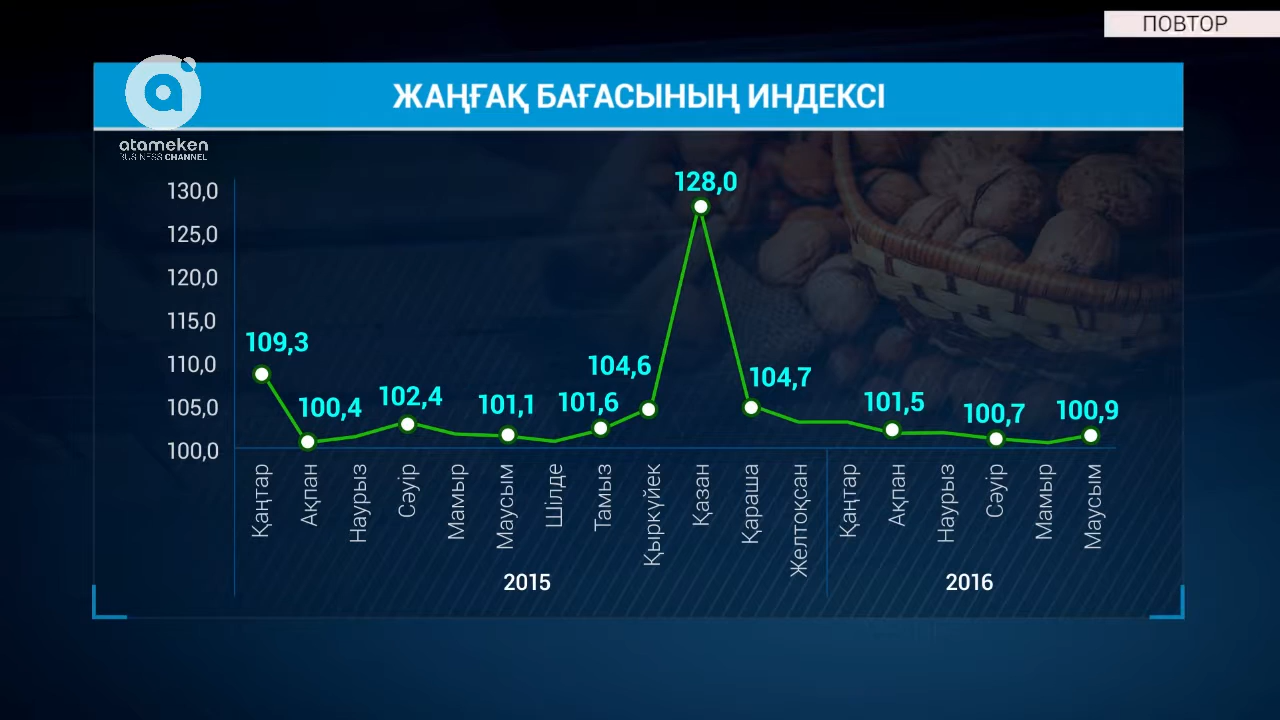 ПОВТОР
ЖАҢҒАҚ БАҒАСЫНЫҢ ИНДЕКСІ
atameken
BUSINESS CHANNEL
130,0
125,0
120,0
115,0
110,0
105,0
100,0
109,3
100,4
102,4
101,1
101,6
104,6
128,0
104,7
101,5
100,7
100,9
Қаңтар
Ақпан
Наурыз
Сәуір
Мамыр
Маусым
Шілде
Тамыз
Қыркүйек
Қазан
Қараша
Желтоқсан
Қаңтар
Ақпан
Наурыз
Сәуір
Мамыр
Маусым
2015
2016